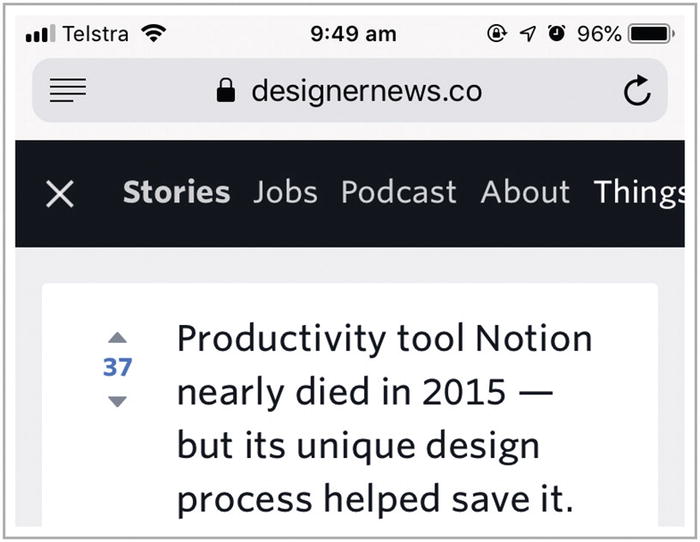 Telstra 9:49 am 96%
designernews.co
Stories Jobs Podcast About Things
37
Productivity tool Notion
nearly died in 2015 —
but its unique design
process helped save it.